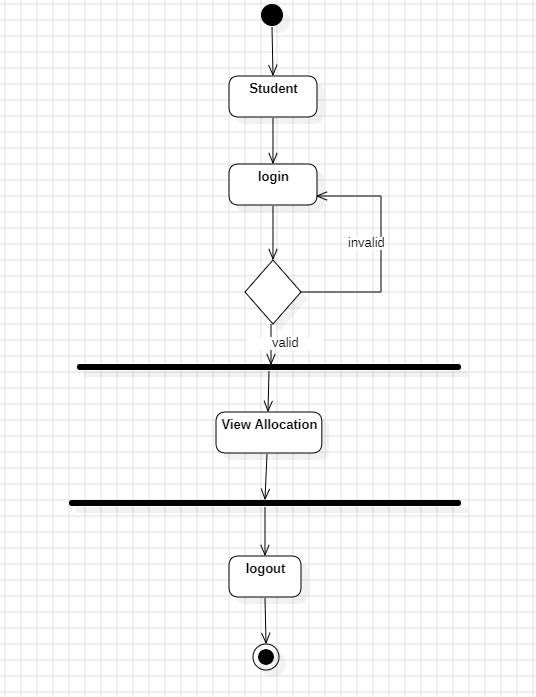 Student
login
invalid
valid
View Allocation
logout